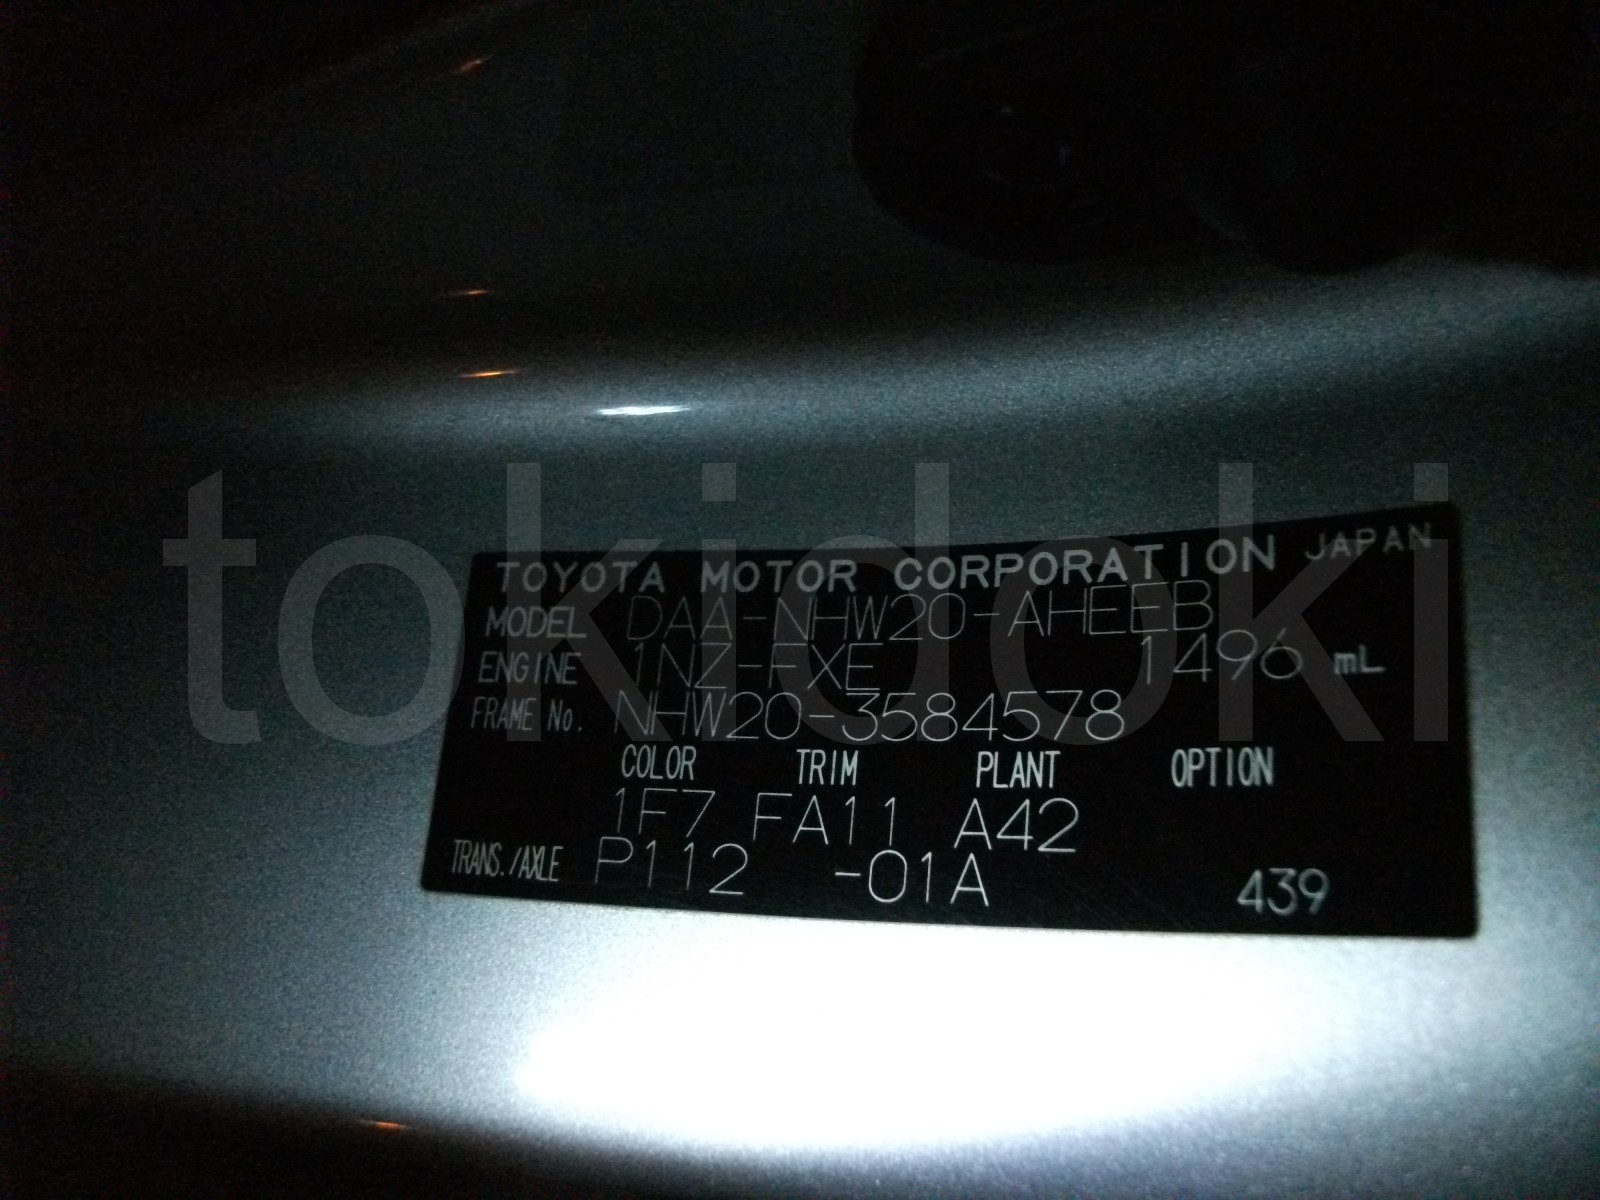 TOYOTA MOTOR CORPORATION JAPAN
MODEL DAA-NHW20-AHEEB
ENGINE 1NZ-FXE 1496 mL
FRAME No. NHW20-3584578
COLOR TRIM PLANT OPTION
1F7 FA11 A42
TRANS./AXLE P112 -01A 439
tokidoki